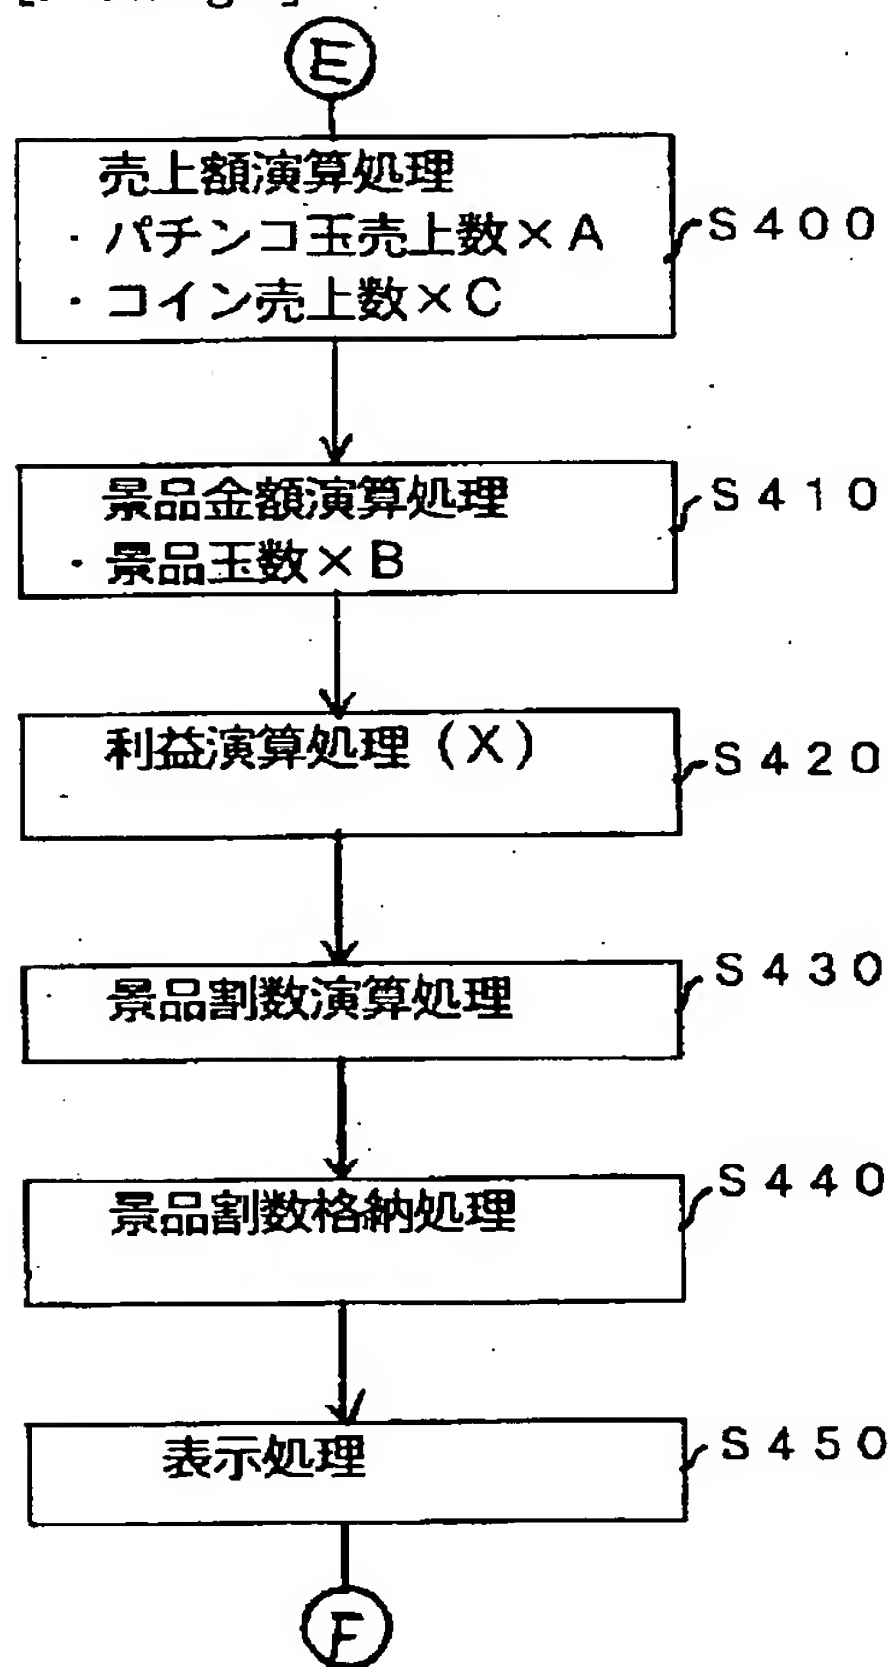 E
売上額演算処理
・パチンコ玉売上数×A
・コイン売上数×C
S400
景品金額演算処理
・景品玉数×B
S410
利益演算処理(X)
S420
景品割数演算処理
S430
景品割数格納処理
S440
表示処理
S450
F